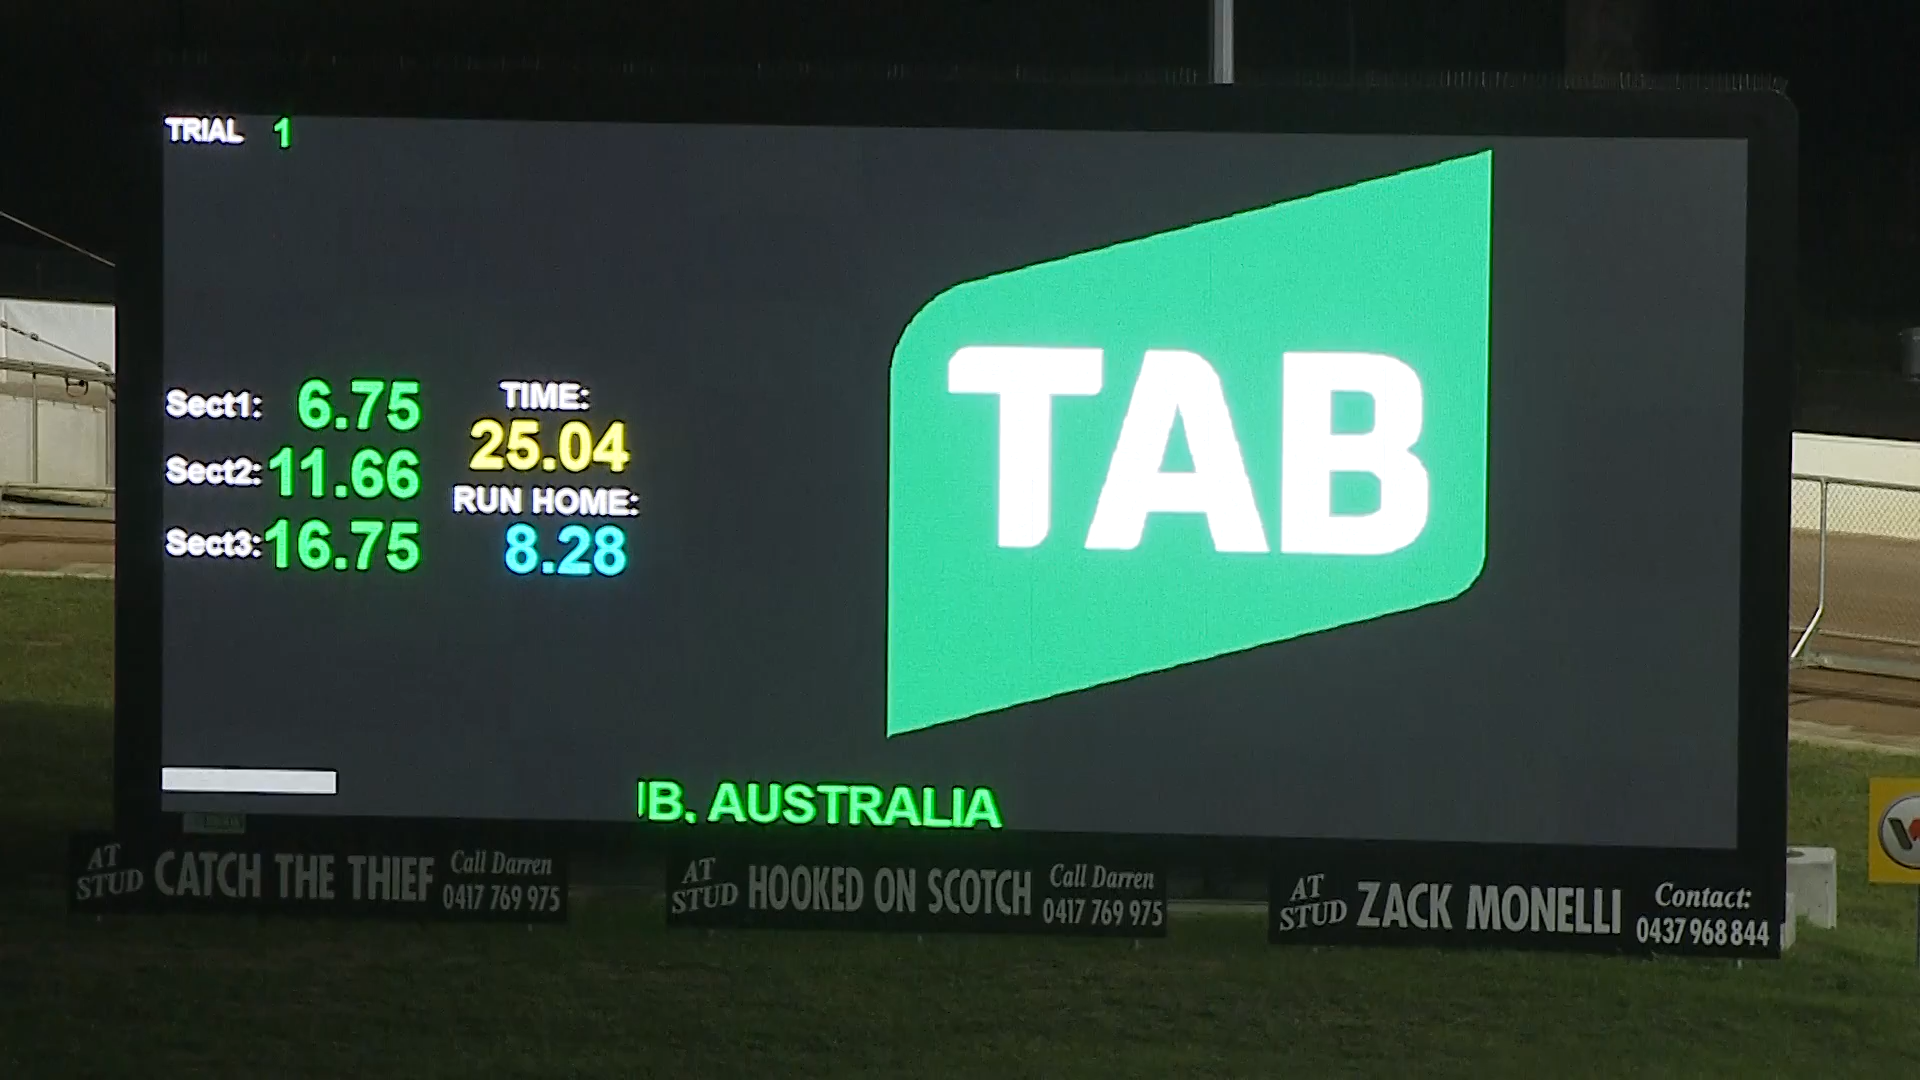 TRIAL 1
Sect1: 6.75
Sect2: 11.66
Sect3: 16.75
TIME:
25.04
RUN HOME:
8.28
TAB
B. AUSTRALIA
AT STUD CATCH THE THIEF Call Darren 0417 769 975
AT STUD HOOKED ON SCOTCH Call Darren 0417 769 975
AT STUD ZACK MONELLI Contact: 0437 968 844